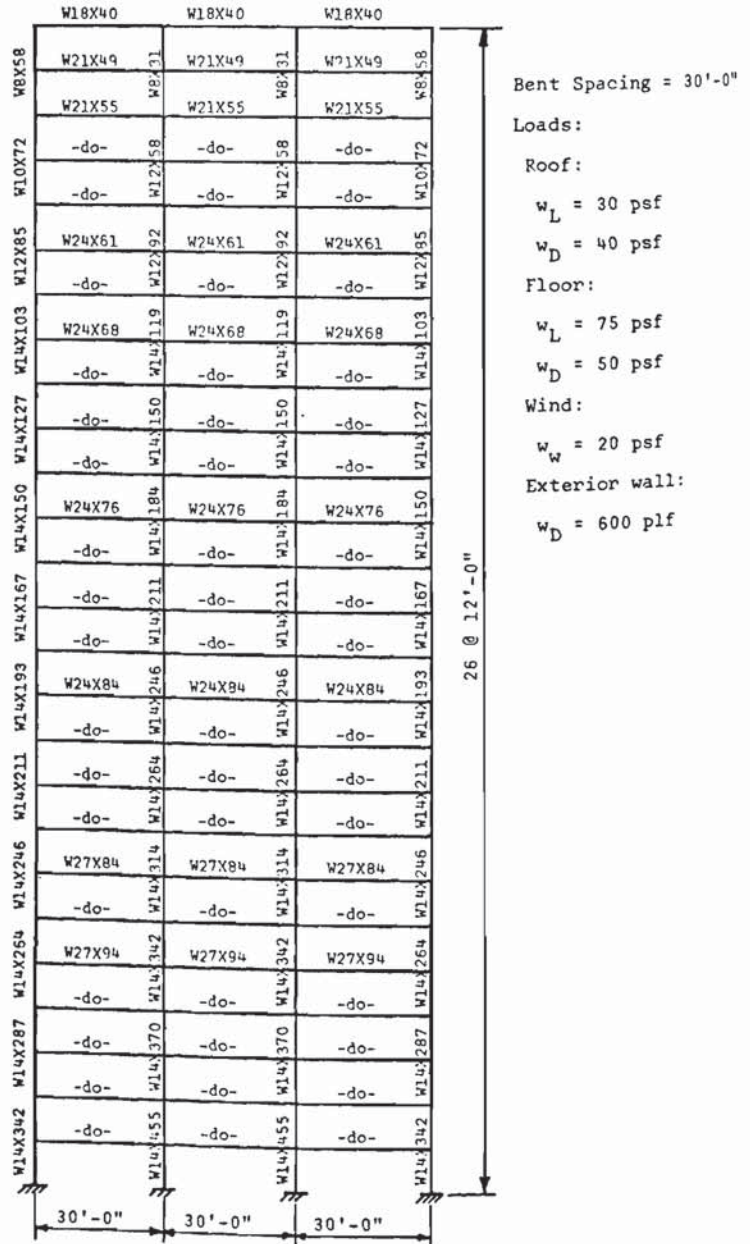 W18X40 W18X40 W18X40
W8X58 W21X49 W8X31 W21X49 W8X31 W21X49 W8X58
W21X55 W21X55 W21X55
W10X72 -do- W12X58 -do- W12X58 -do- W10X72
-do- -do- -do-
W12X85 W24X61 W12X92 W24X61 W12X92 W24X61 W12X85
-do- -do- -do-
W14X103 W24X68 W14X119 W24X68 W14X119 W24X68 W14X103
-do- -do- -do-
W14X127 -do- W14X150 -do- W14X150 -do- W14X127
-do- -do- -do-
W14X150 W24X76 W14X184 W24X76 W14X184 W24X76 W14X150
-do- -do- -do-
W14X167 -do- W14X211 -do- W14X211 -do- W14X167
-do- -do- -do-
W14X193 W24X84 W14X246 W24X84 W14X246 W24X84 W14X193
-do- -do- -do-
W14X211 -do- W14X264 -do- W14X264 -do- W14X211
-do- -do- -do-
W14X246 W27X84 W14X314 W27X84 W14X314 W27X84 W14X246
-do- -do- -do-
W14X264 W27X94 W14X342 W27X94 W14X342 W27X94 W14X264
-do- -do- -do-
W14X287 -do- W14X370 -do- W14X370 -do- W14X287
-do- -do- -do-
W14X342 -do- W14X455 -do- W14X455 -do- W14X342
30'-0" 30'-0" 30'-0"
26 @ 12'-0"
Bent Spacing = 30'-0"
Loads:
Roof:
wL = 30 psf
wD = 40 psf
Floor:
wL = 75 psf
wD = 50 psf
Wind:
ww = 20 psf
Exterior wall:
wD = 600 plf